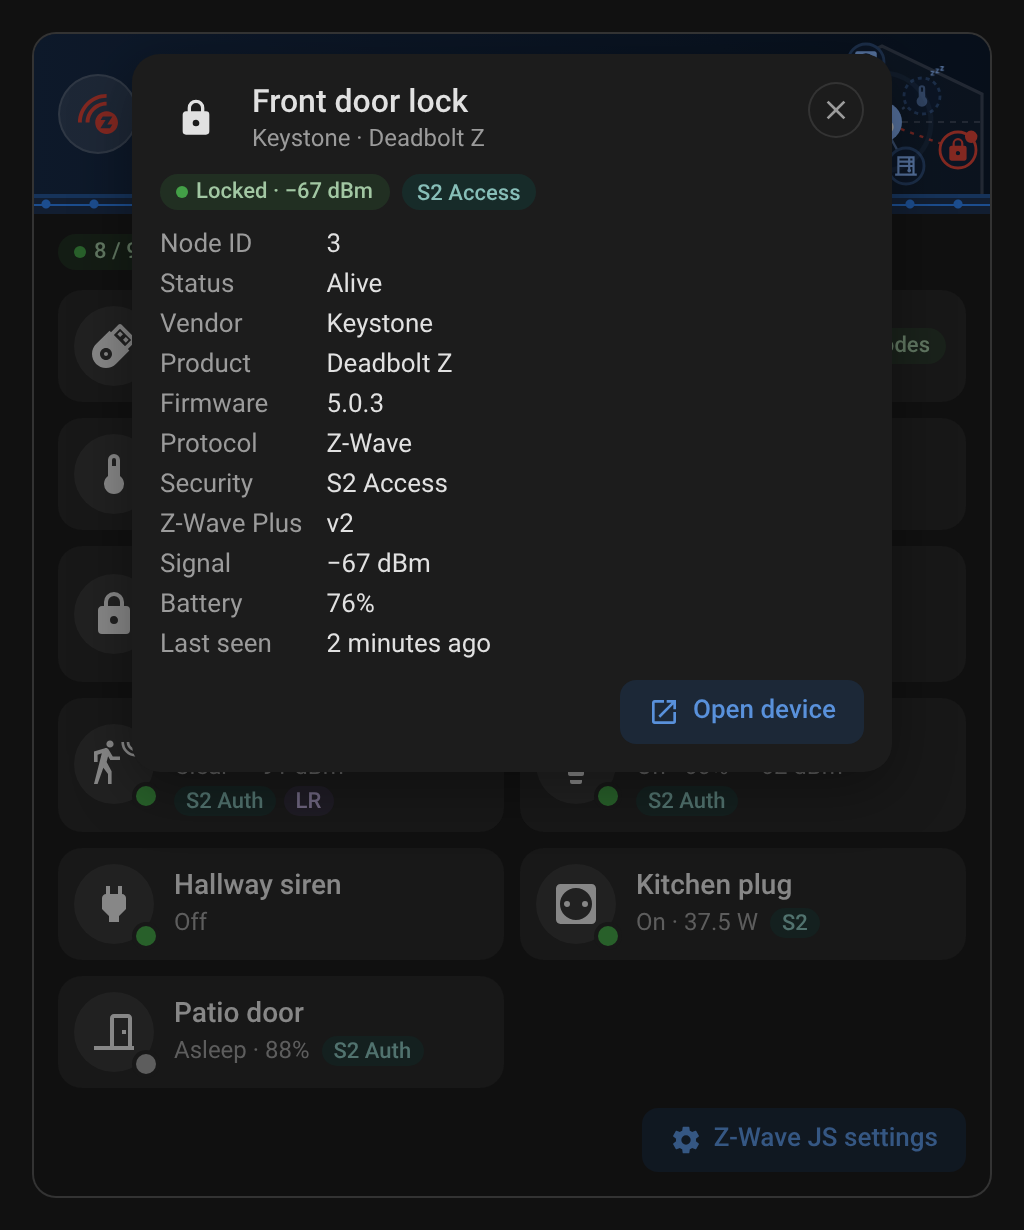 Front door lock
Keystone · Deadbolt Z
Locked · −67 dBm
S2 Access
8 / 9
Node ID 3
Status Alive
Vendor Keystone
Product Deadbolt Z
Firmware 5.0.3
Protocol Z-Wave
Security S2 Access
Z-Wave Plus v2
Signal −67 dBm
Battery 76%
Last seen 2 minutes ago
Open device
S2 Auth LR
S2 Auth
Hallway siren
Off
Kitchen plug
On · 37.5 W S2
Patio door
Asleep · 88% S2 Auth
Z-Wave JS settings